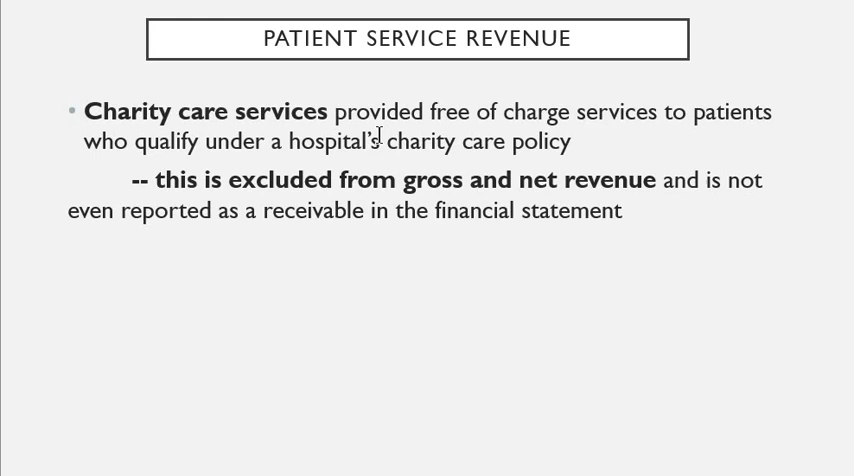 PATIENT SERVICE REVENUE
• Charity care services provided free of charge services to patients
who qualify under a hospital's charity care policy
-- this is excluded from gross and net revenue and is not
even reported as a receivable in the financial statement